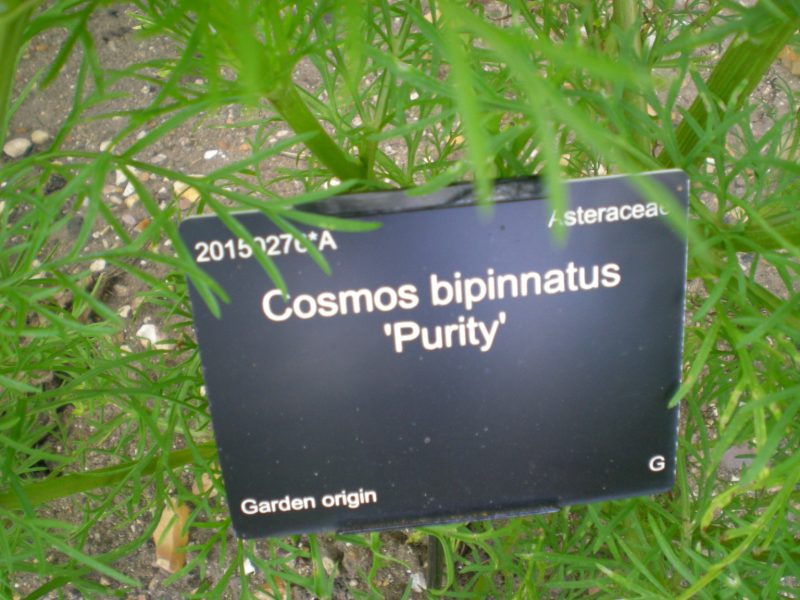 Asteraceae
Cosmos bipinnatus
'Purity'
Garden origin
G